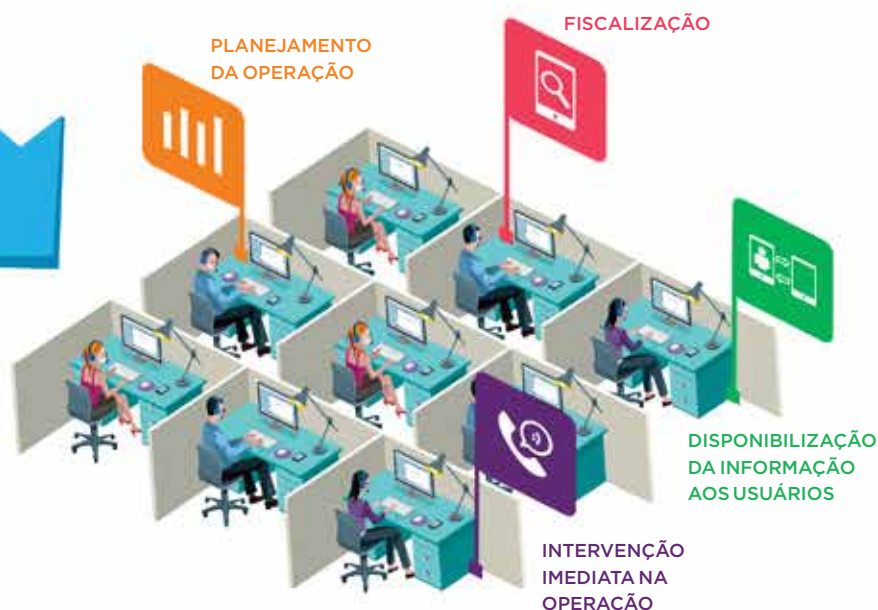 FISCALIZAÇÃO
PLANEJAMENTO
DA OPERAÇÃO
DISPONIBILIZAÇÃO
DA INFORMAÇÃO
AOS USUÁRIOS
INTERVENÇÃO
IMEDIATA NA
OPERAÇÃO